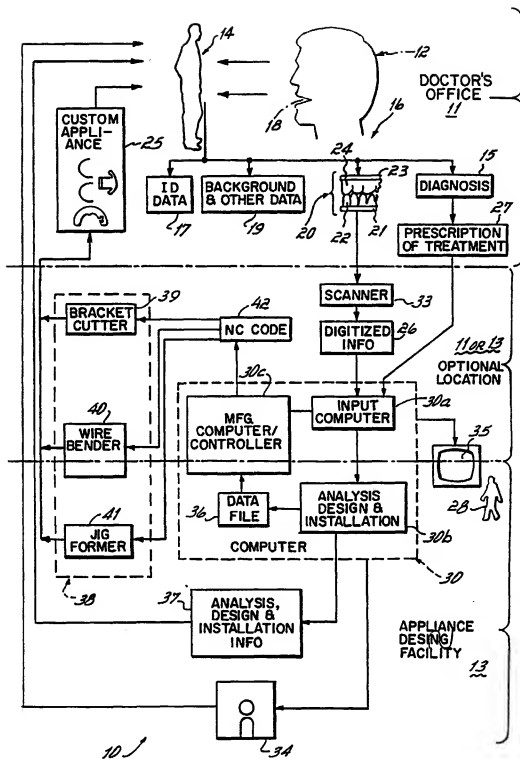 14
12
DOCTOR'S
OFFICE 11
18
16
CUSTOM
APPLI-
ANCE
25
24
23
15
ID
DATA
17
BACKGROUND
& OTHER DATA
19
20
22
21
DIAGNOSIS
27
PRESCRIPTION
OF TREATMENT
39
BRACKET
CUTTER
42
NC CODE
SCANNER
33
DIGITIZED
INFO
26
11 OR 13
OPTIONAL
LOCATION
30c
40
WIRE
BENDER
MFG.
COMPUTER/
CONTROLLER
INPUT
COMPUTER
30a
35
41
JIG
FORMER
36
DATA
FILE
ANALYSIS
DESIGN &
INSTALLATION
30b
28
COMPUTER
38
30
37
ANALYSIS,
DESIGN &
INSTALLATION
INFO
APPLIANCE
DESING/
FACILITY
13
10
34